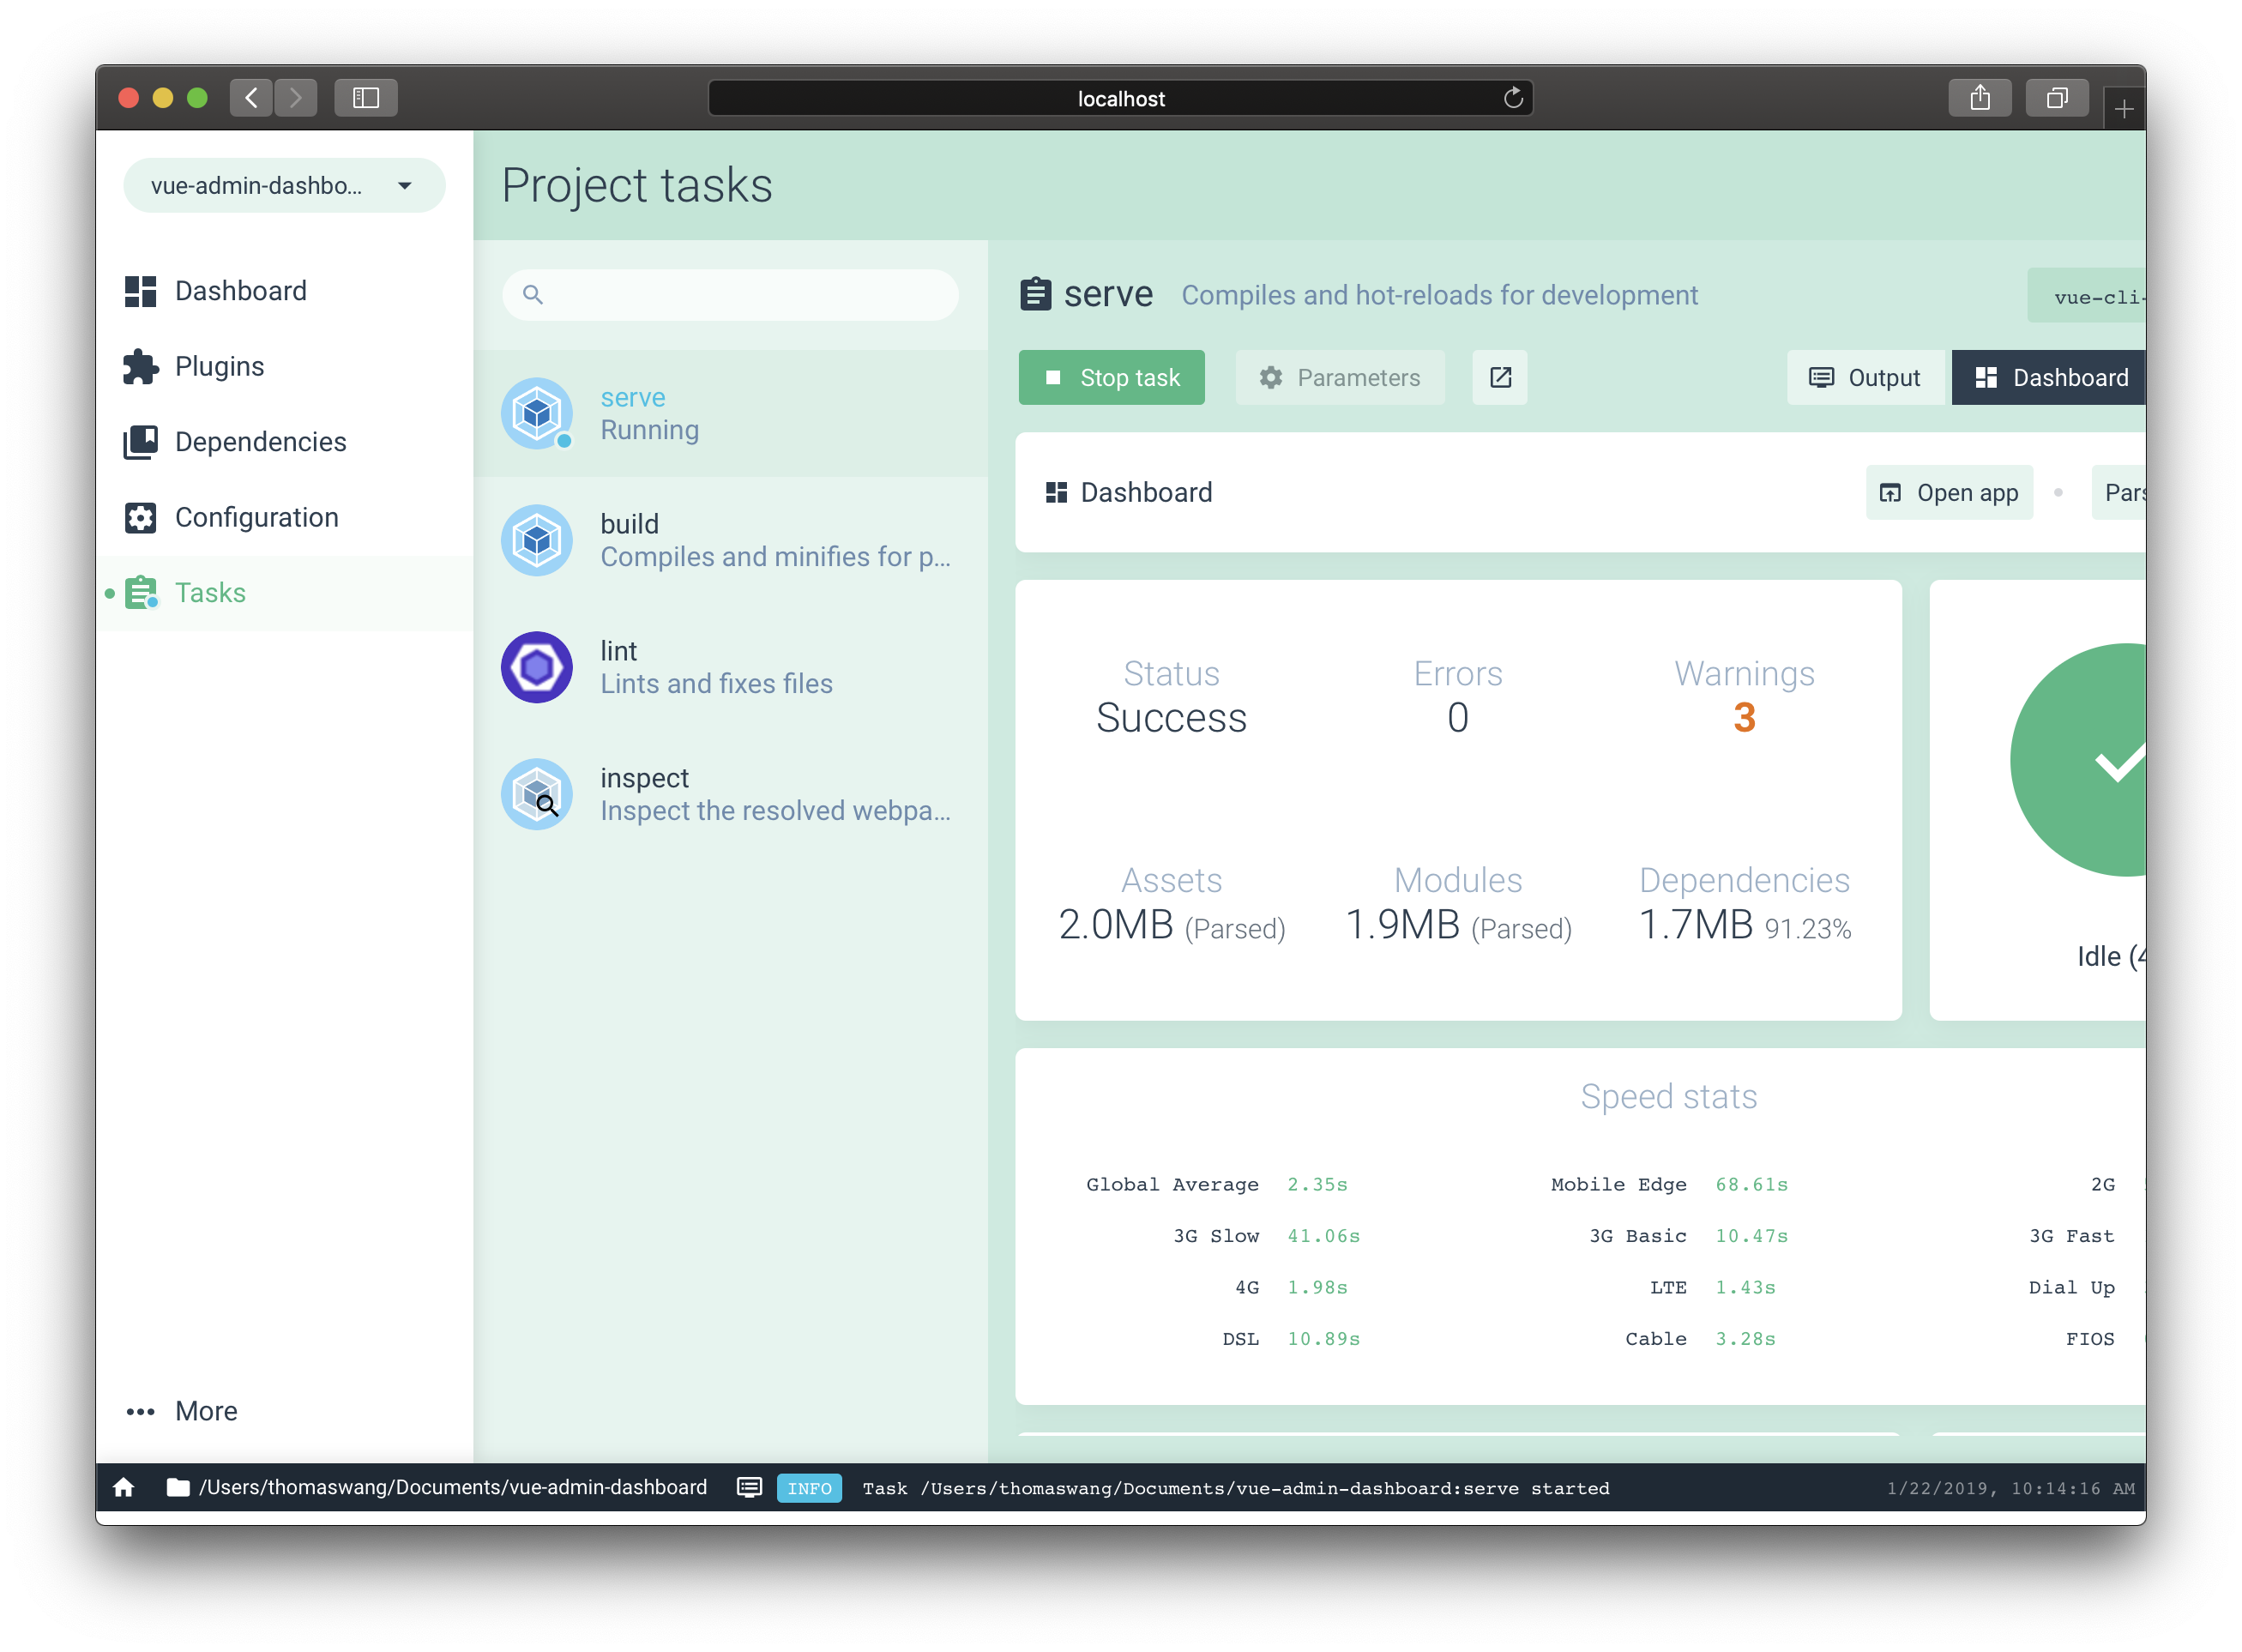 localhost
vue-admin-dashbo...
Dashboard
Plugins
Dependencies
Configuration
Tasks
More
Project tasks
serve
Running
build
Compiles and minifies for p...
lint
Lints and fixes files
inspect
Inspect the resolved webpa...
serve Compiles and hot-reloads for development
vue-cli-
Stop task Parameters Output Dashboard
Dashboard Open app
Status Errors Warnings
Success 0 3
Assets Modules Dependencies
2.0MB (Parsed) 1.9MB (Parsed) 1.7MB 91.23%
Idle (4
Speed stats
Global Average 2.35s Mobile Edge 68.61s 2G
3G Slow 41.06s 3G Basic 10.47s 3G Fast
4G 1.98s LTE 1.43s Dial Up
DSL 10.89s Cable 3.28s FIOS
/Users/thomaswang/Documents/vue-admin-dashboard INFO Task /Users/thomaswang/Documents/vue-admin-dashboard:serve started 1/22/2019, 10:14:16 AM